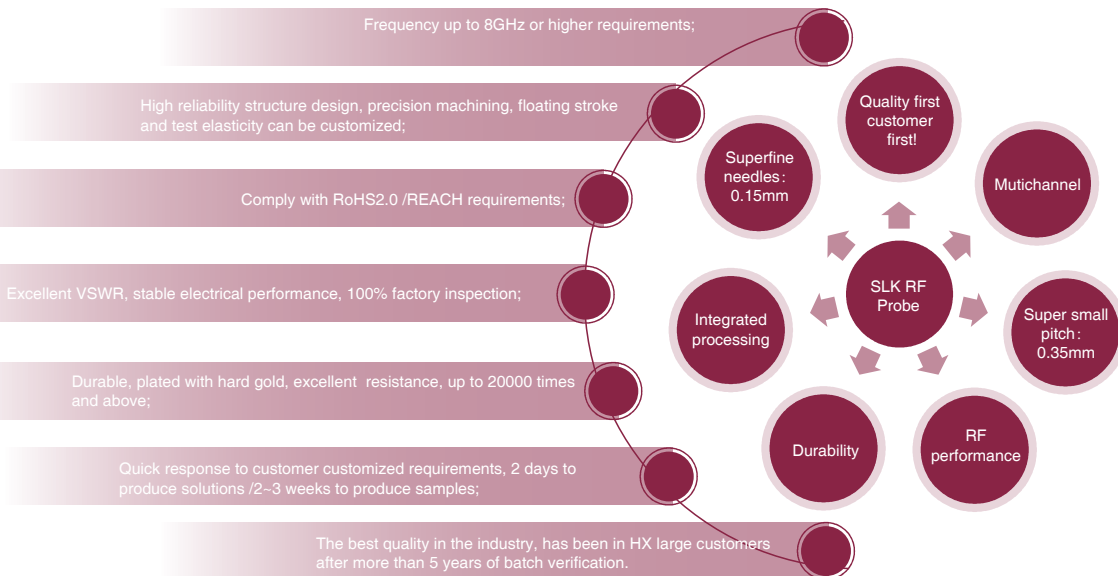 Frequency up to 8GHz or higher requirements;
High reliability structure design, precision machining, floating stroke
and test elasticity can be customized;
Comply with RoHS2.0 /REACH requirements;
Excellent VSWR, stable electrical performance, 100% factory inspection;
Durable, plated with hard gold, excellent resistance, up to 20000 times
and above;
Quick response to customer customized requirements, 2 days to
produce solutions /2~3 weeks to produce samples;
The best quality in the industry, has been in HX large customers
after more than 5 years of batch verification.
Quality first
customer
first!
Superfine
needles:
0.15mm
Mutichannel
SLK RF
Probe
Integrated
processing
Super small
pitch:
0.35mm
Durability
RF
performance